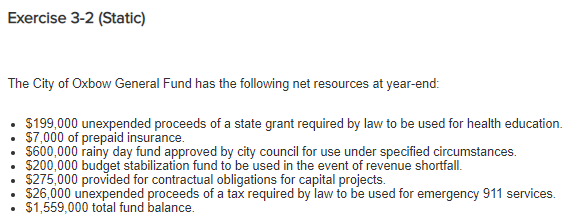 Exercise 3-2 (Static)
The City of Oxbow General Fund has the following net resources at year-end:
• $199,000 unexpended proceeds of a state grant required by law to be used for health education.
• $7,000 of prepaid insurance.
• $600,000 rainy day fund approved by city council for use under specified circumstances.
• $200,000 budget stabilization fund to be used in the event of revenue shortfall.
• $275,000 provided for contractual obligations for capital projects.
• $26,000 unexpended proceeds of a tax required by law to be used for emergency 911 services.
• $1,559,000 total fund balance.